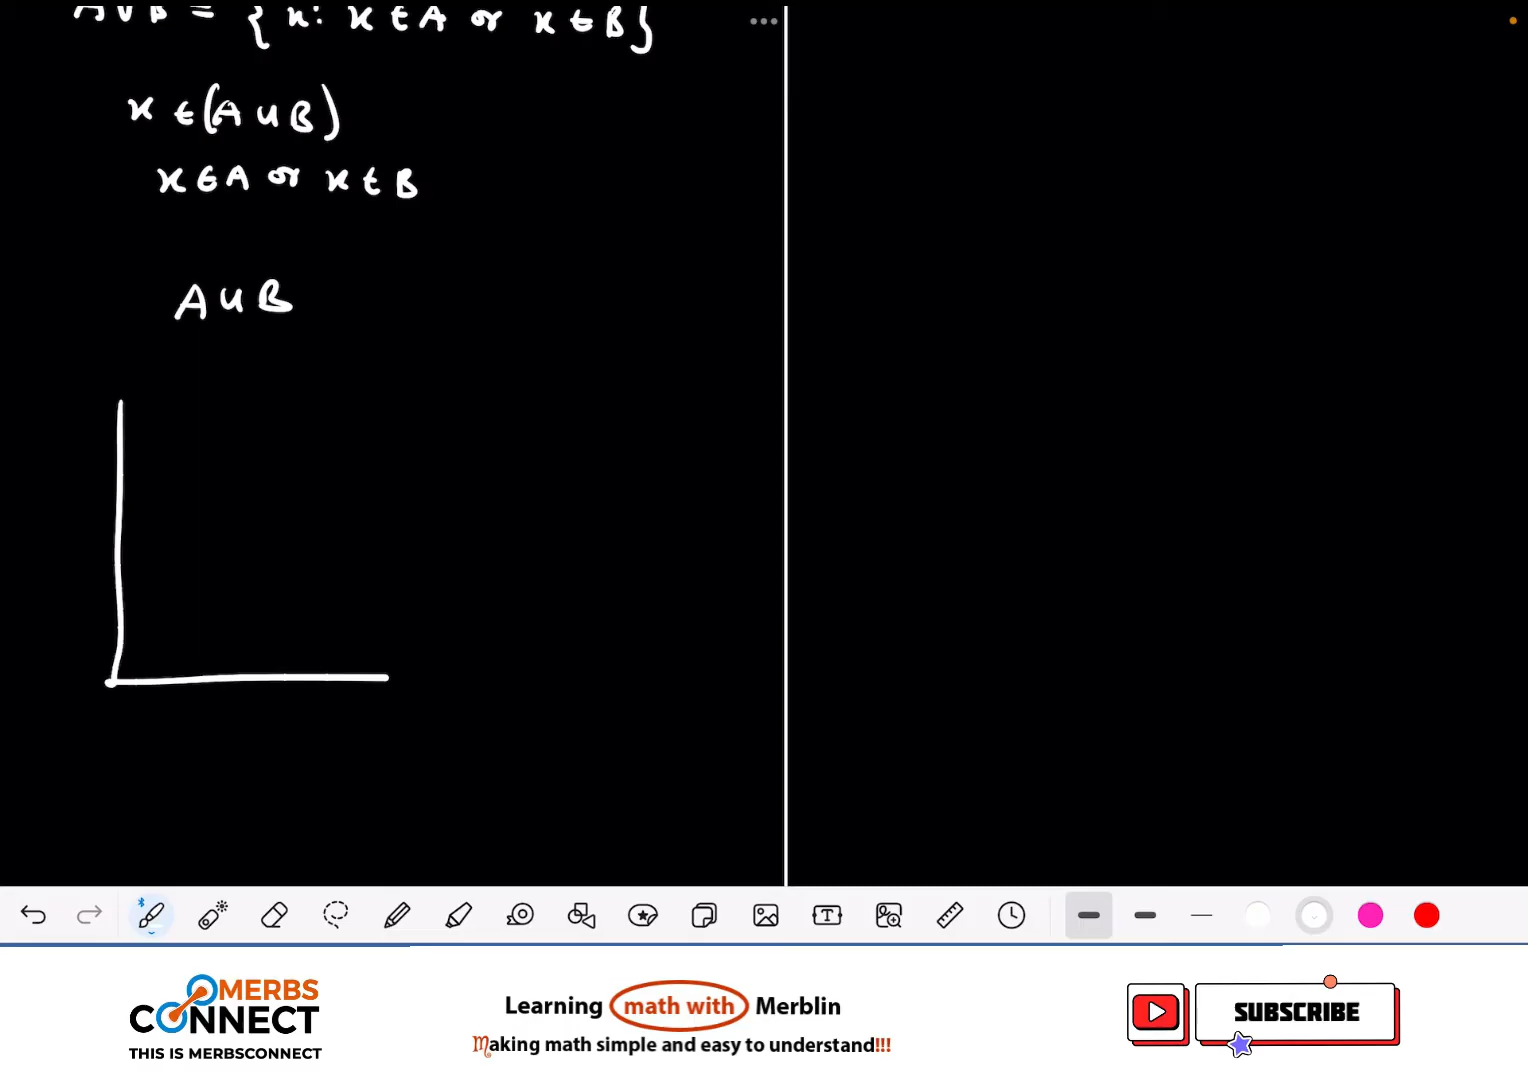 A ∪ B = { x : x ∈ A or x ∈ B}
x ∈ (A ∪ B)
x ∈ A or x ∈ B
A ∪ B
MERBS
CONNECT
THIS IS MERBSCONNECT
Learning math with Merblin
Making math simple and easy to understand!!!
SUBSCRIBE